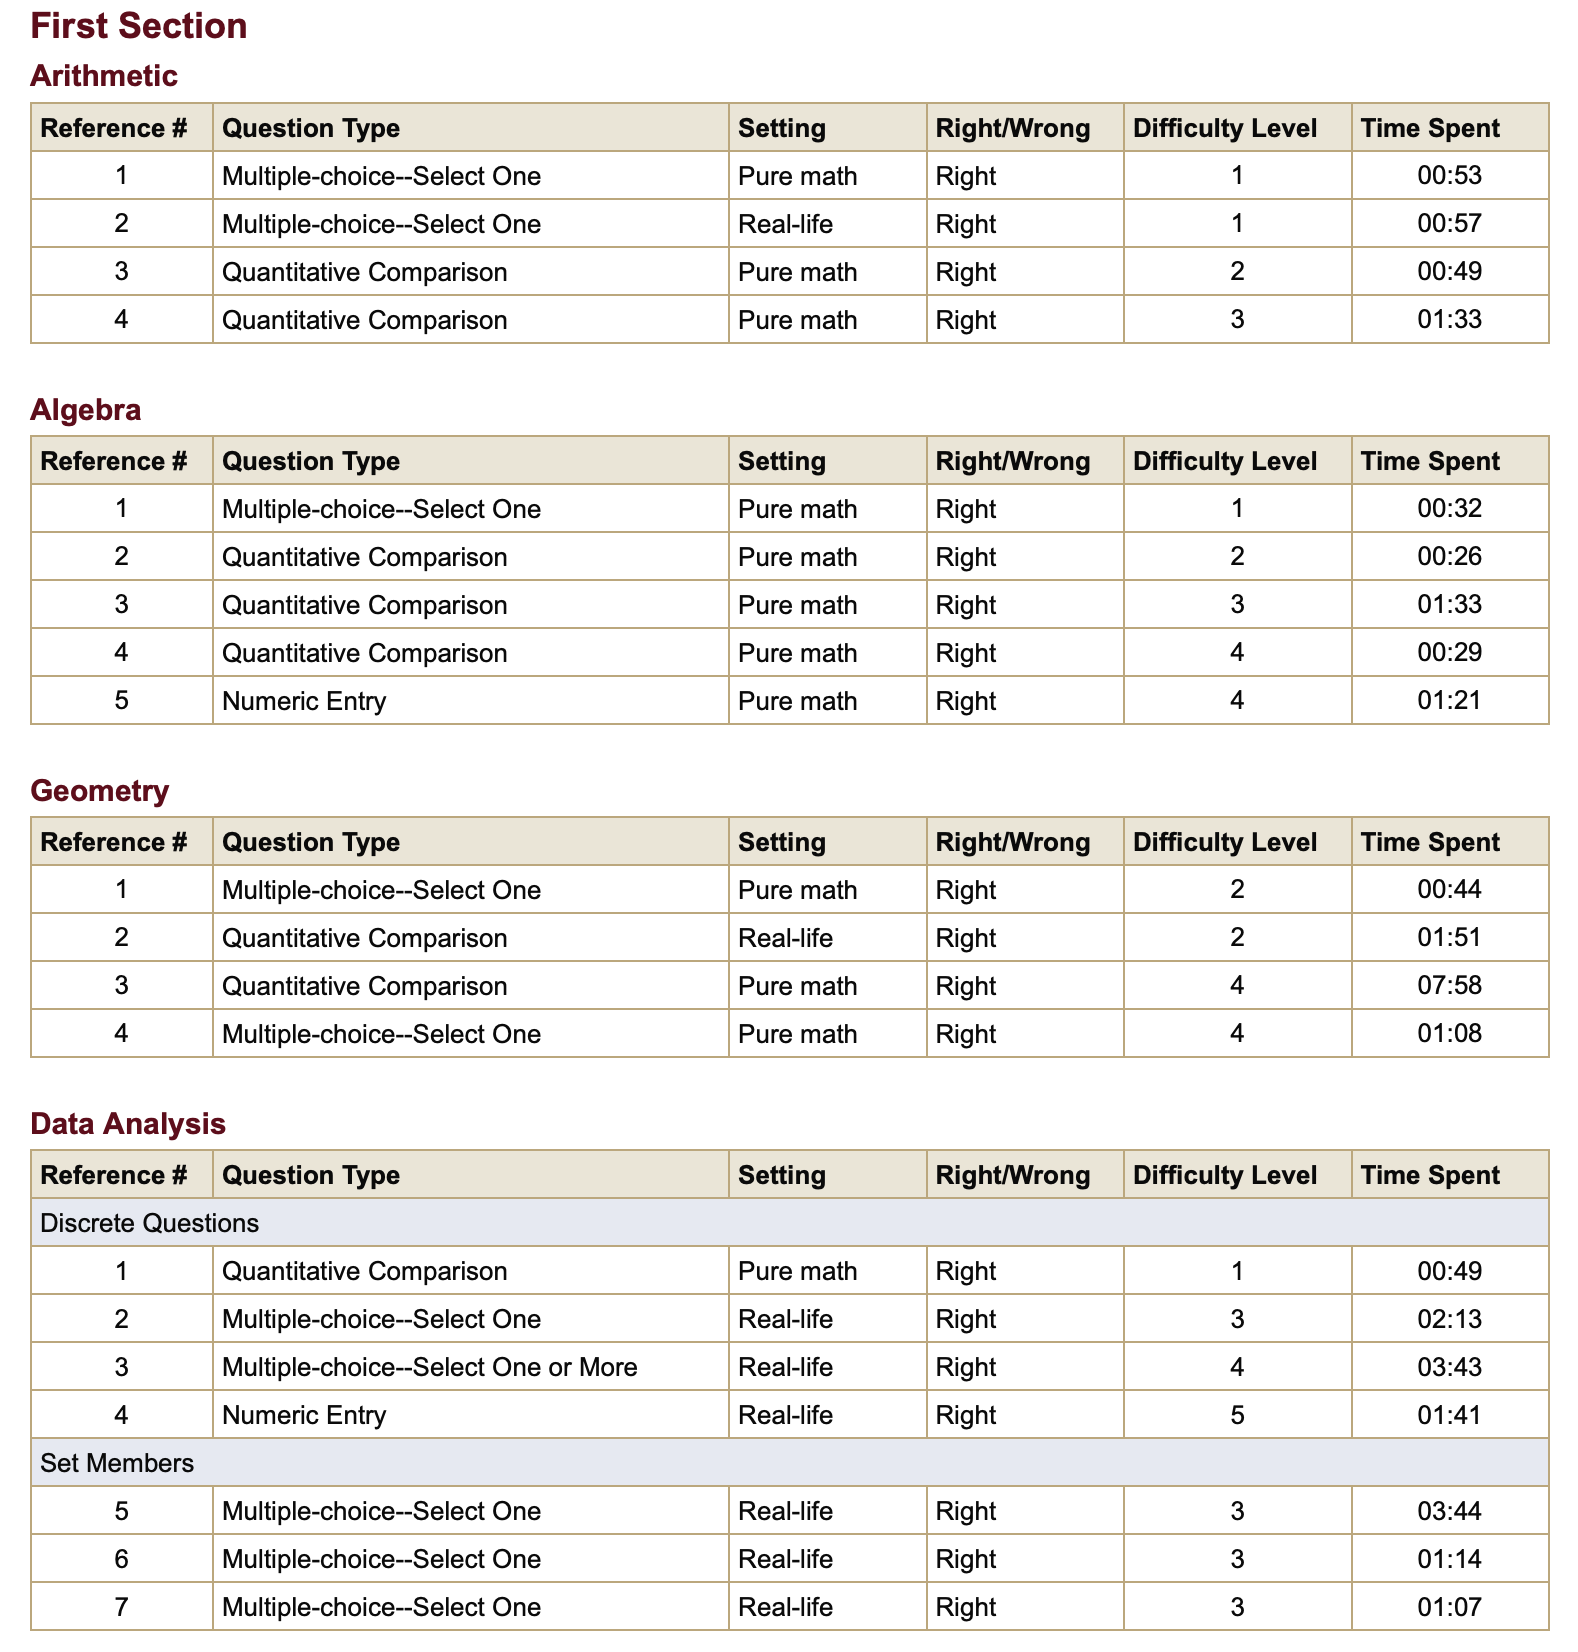 First Section
Arithmetic
Reference # Question Type Setting Right/Wrong Difficulty Level Time Spent
1 Multiple-choice--Select One Pure math Right 1 00:53
2 Multiple-choice--Select One Real-life Right 1 00:57
3 Quantitative Comparison Pure math Right 2 00:49
4 Quantitative Comparison Pure math Right 3 01:33
Algebra
Reference # Question Type Setting Right/Wrong Difficulty Level Time Spent
1 Multiple-choice--Select One Pure math Right 1 00:32
2 Quantitative Comparison Pure math Right 2 00:26
3 Quantitative Comparison Pure math Right 3 01:33
4 Quantitative Comparison Pure math Right 4 00:29
5 Numeric Entry Pure math Right 4 01:21
Geometry
Reference # Question Type Setting Right/Wrong Difficulty Level Time Spent
1 Multiple-choice--Select One Pure math Right 2 00:44
2 Quantitative Comparison Real-life Right 2 01:51
3 Quantitative Comparison Pure math Right 4 07:58
4 Multiple-choice--Select One Pure math Right 4 01:08
Data Analysis
Reference # Question Type Setting Right/Wrong Difficulty Level Time Spent
Discrete Questions
1 Quantitative Comparison Pure math Right 1 00:49
2 Multiple-choice--Select One Real-life Right 3 02:13
3 Multiple-choice--Select One or More Real-life Right 4 03:43
4 Numeric Entry Real-life Right 5 01:41
Set Members
5 Multiple-choice--Select One Real-life Right 3 03:44
6 Multiple-choice--Select One Real-life Right 3 01:14
7 Multiple-choice--Select One Real-life Right 3 01:07